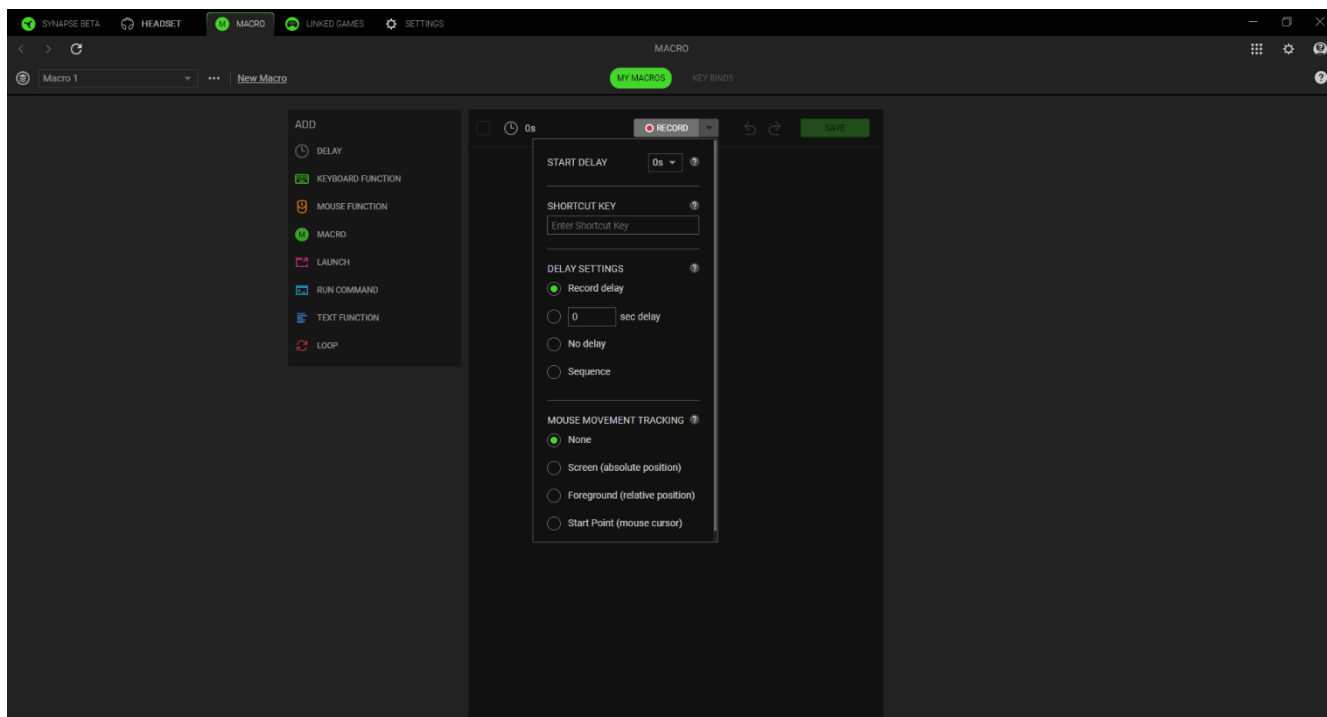 SYNAPSE BETA HEADSET MACRO LINKED GAMES SETTINGS
MACRO
Macro 1 ••• New Macro MY MACROS KEY BINDS
ADD
DELAY
KEYBOARD FUNCTION
MOUSE FUNCTION
MACRO
LAUNCH
RUN COMMAND
TEXT FUNCTION
LOOP
0s RECORD SAVE
START DELAY 0s ?
SHORTCUT KEY ?
Enter Shortcut Key
DELAY SETTINGS ?
Record delay
0 sec delay
No delay
Sequence
MOUSE MOVEMENT TRACKING ?
None
Screen (absolute position)
Foreground (relative position)
Start Point (mouse cursor)